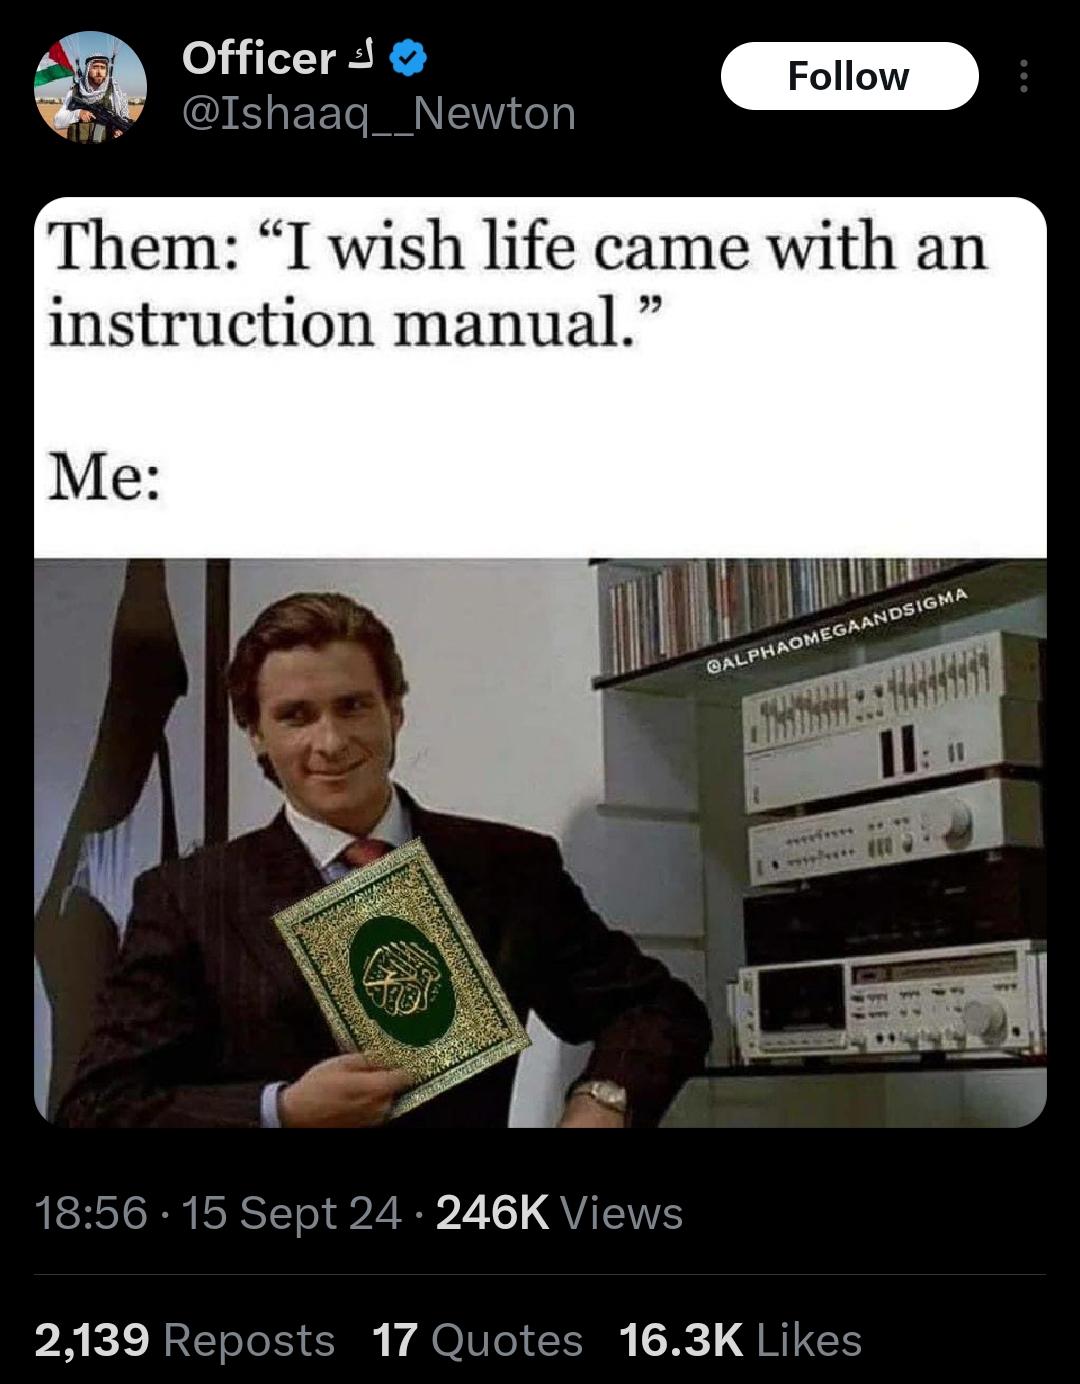 Officer ك
@Ishaaq__Newton
Follow
Them: “I wish life came with an
instruction manual.”
Me:
@ALPHAOMEGAANDSIGMA
18:56 · 15 Sept 24 · 246K Views
2,139 Reposts 17 Quotes 16.3K Likes